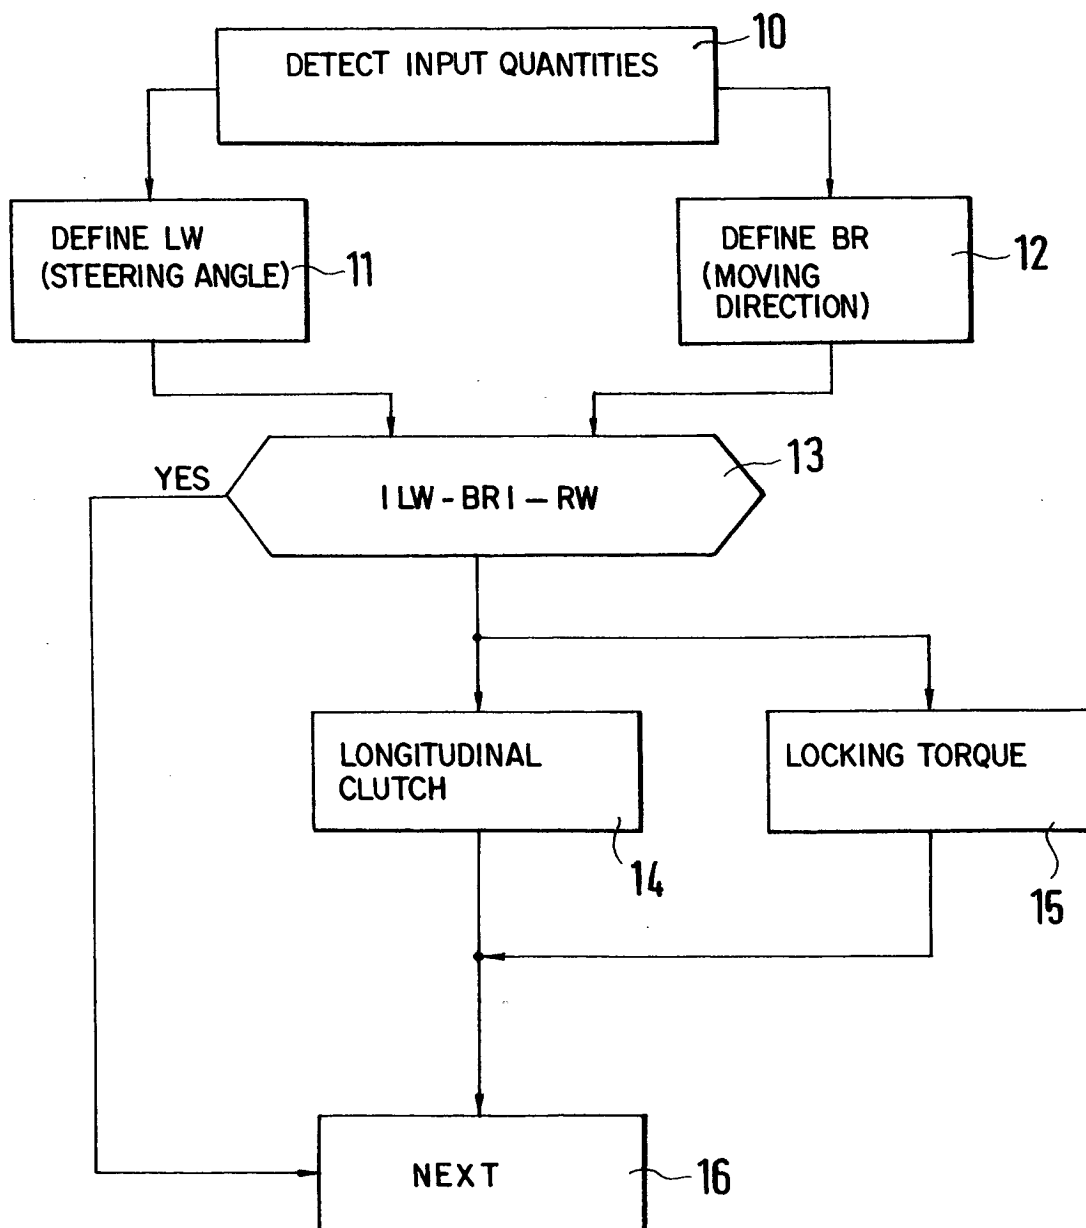 10
DETECT INPUT QUANTITIES
DEFINE LW
(STEERING ANGLE)
11
DEFINE BR
(MOVING
DIRECTION)
12
YES
|LW-BR|-RW
13
LONGITUDINAL
CLUTCH
14
LOCKING TORQUE
15
NEXT
16